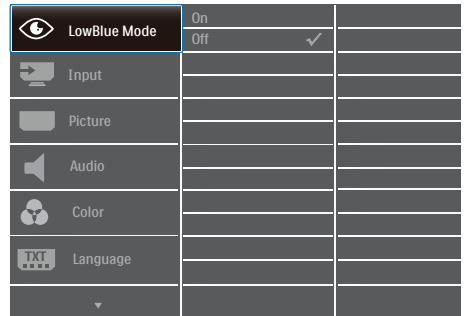 LowBlue Mode
On
Off
Input
Picture
Audio
Color
TXT
Language